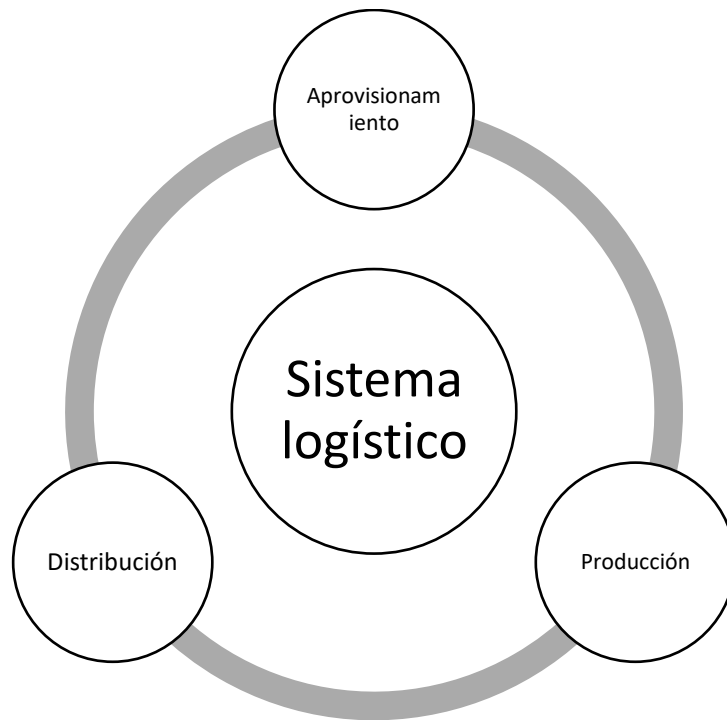 Aprovisionam
iento
Sistema
logístico
Distribución
Producción